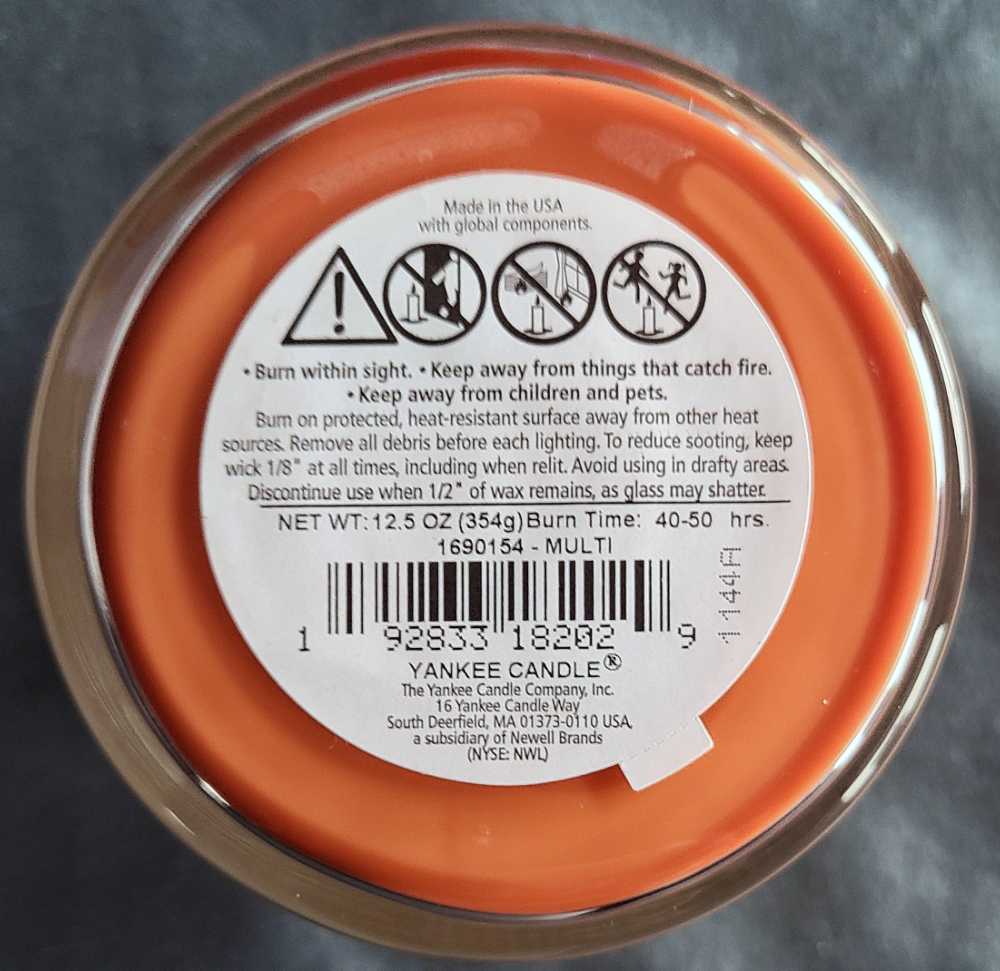 Made in the USA
with global components.
• Burn within sight. • Keep away from things that catch fire.
• Keep away from children and pets.
Burn on protected, heat-resistant surface away from other heat
sources. Remove all debris before each lighting. To reduce sooting, keep
wick 1/8" at all times, including when relit. Avoid using in drafty areas.
Discontinue use when 1/2" of wax remains, as glass may shatter.
NET WT: 12.5 OZ (354g) Burn Time: 40-50 hrs.
1690154 - MULTI
1144A
1 92833 18202 9
YANKEE CANDLE®
The Yankee Candle Company, Inc.
16 Yankee Candle Way
South Deerfield, MA 01373-0110 USA,
a subsidiary of Newell Brands
(NYSE: NWL)